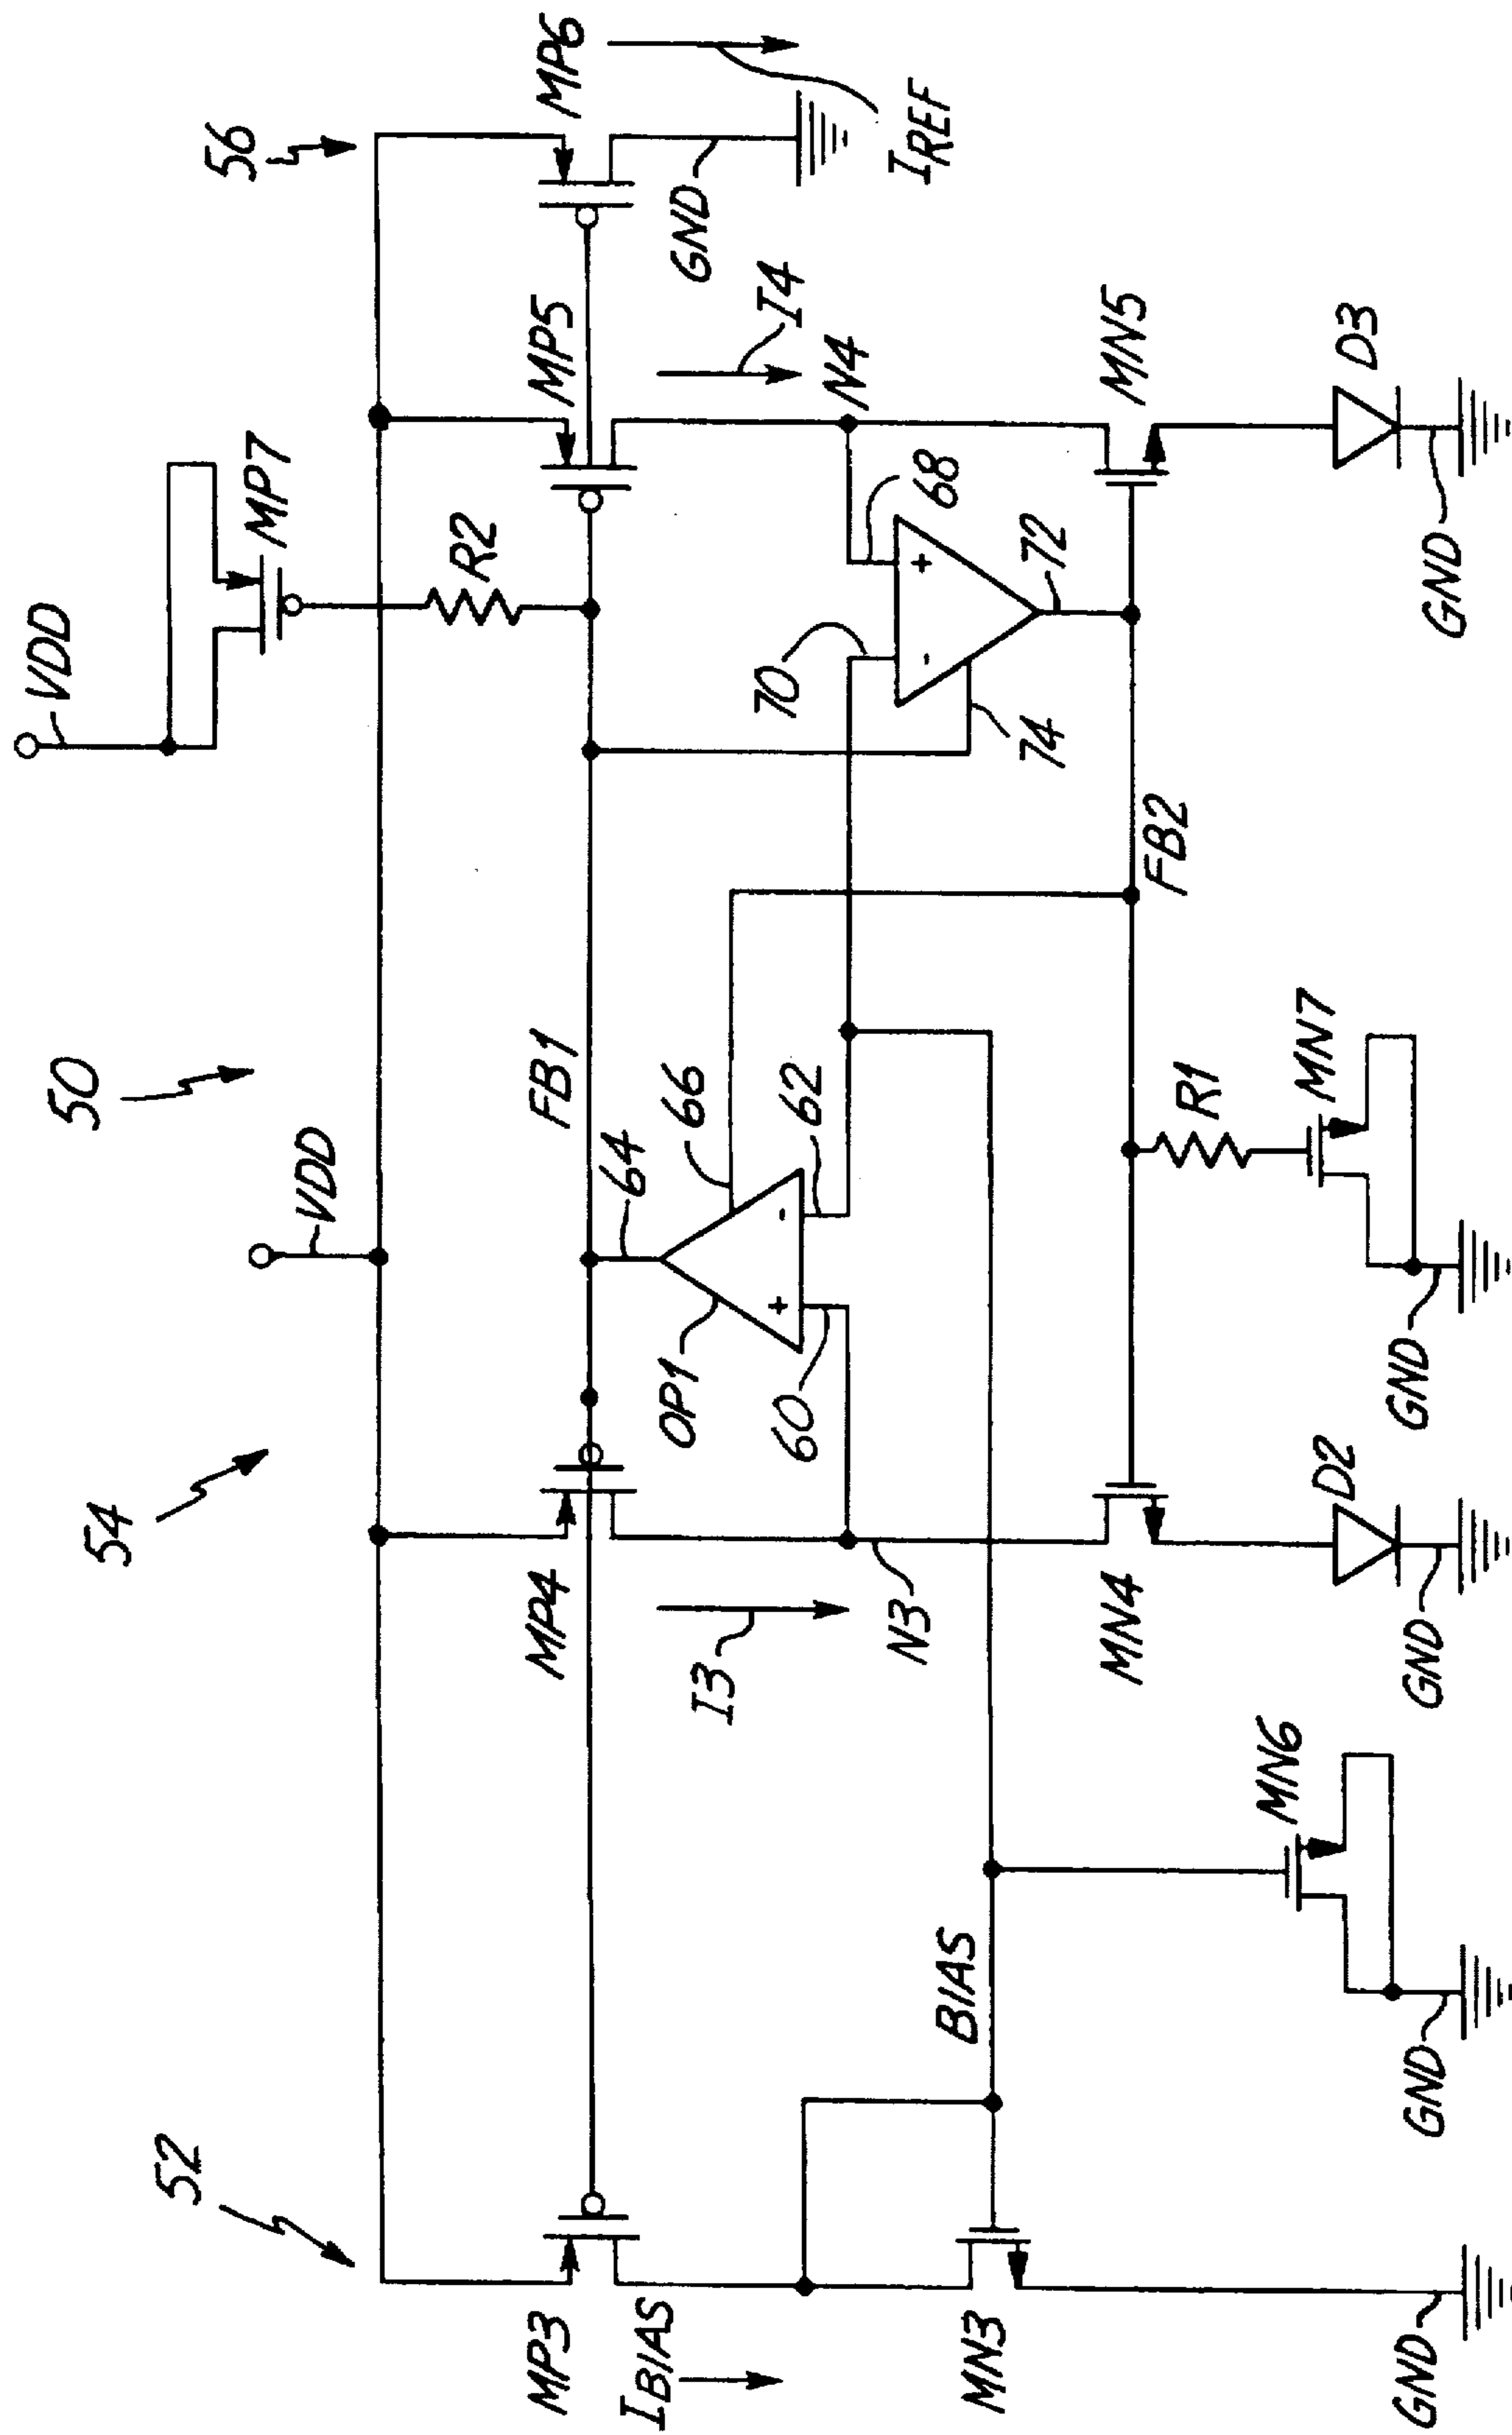 50
VDD
VDD
52
54
56
MP7
R2
MP3
MP4
FB1
MP5
MP6
IBIAS
I3
64
66
I4
GND
IREF
OP1
60
62
+
-
N3
70
68
N4
-
+
74
72
BIAS
FB2
MN3
MN4
R1
MN5
MN6
MN7
D2
D3
GND
GND
GND
GND
GND